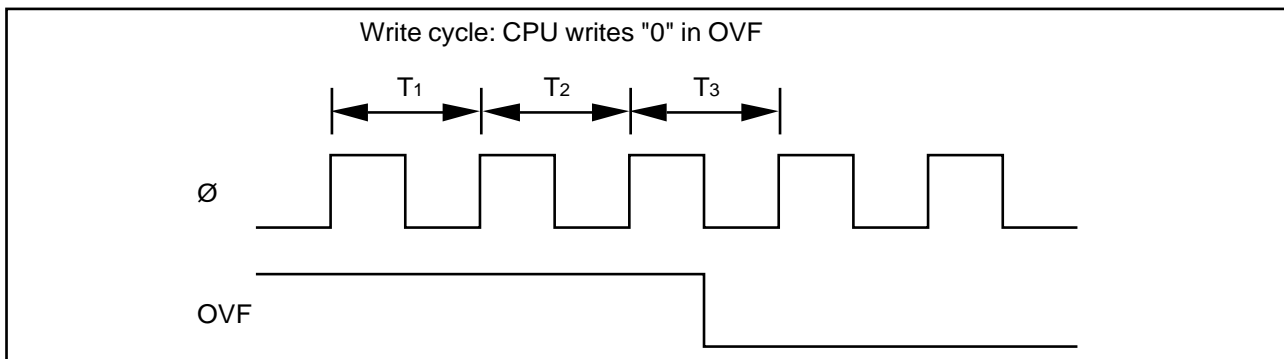 Write cycle: CPU writes "0" in OVF
T1 T2 T3
Ø
OVF